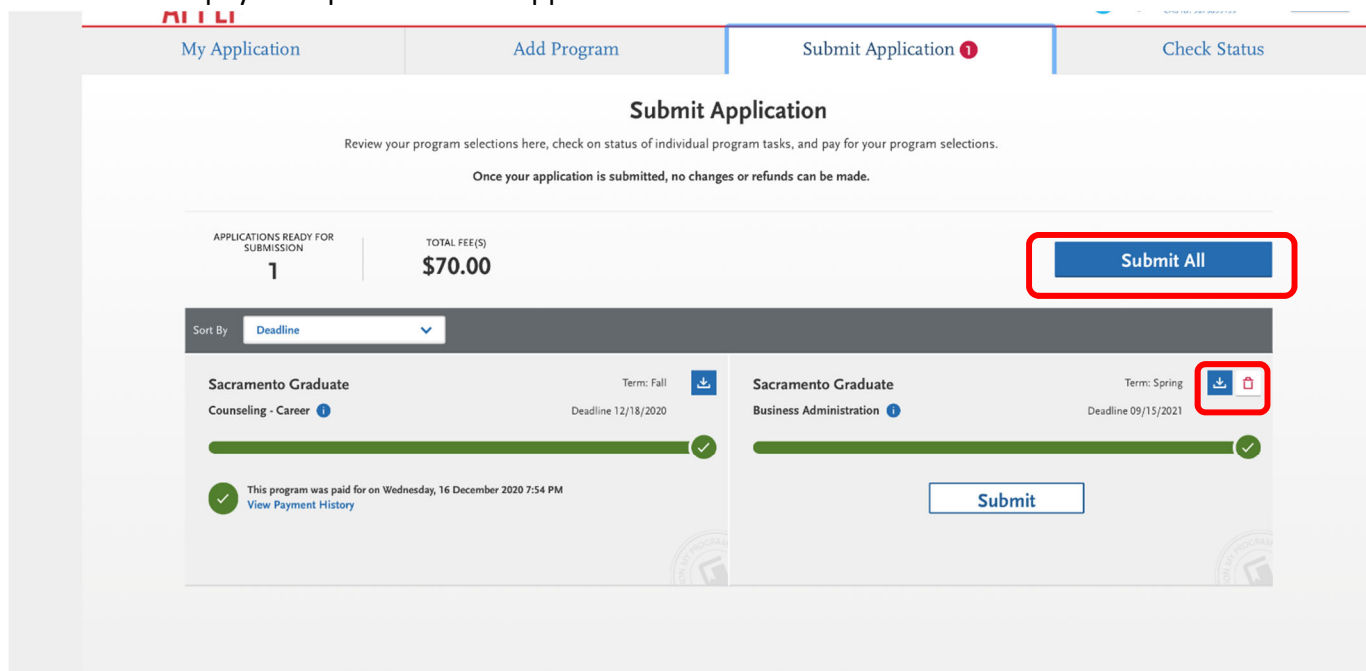 My Application
Add Program
Submit Application 1
Check Status
Submit Application
Review your program selections here, check on status of individual program tasks, and pay for your program selections.
Once your application is submitted, no changes or refunds can be made.
APPLICATIONS READY FOR
SUBMISSION
1
TOTAL FEE(S)
$70.00
Submit All
Sort By Deadline
Sacramento Graduate
Term: Fall
Counseling - Career
Deadline 12/18/2020
This program was paid for on Wednesday, 16 December 2020 7:54 PM
View Payment History
Sacramento Graduate
Term: Spring
Business Administration
Deadline 09/15/2021
Submit